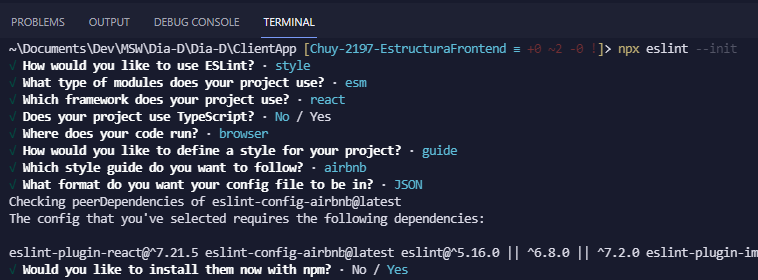 PROBLEMS OUTPUT DEBUG CONSOLE TERMINAL
~\Documents\Dev\MSW\Dia-D\Dia-D\ClientApp [Chuy-2197-EstructuraFrontend ≡ +0 ~2 -0 !]> npx eslint --init
√ How would you like to use ESLint? · style
√ What type of modules does your project use? · esm
√ Which framework does your project use? · react
√ Does your project use TypeScript? · No / Yes
√ Where does your code run? · browser
√ How would you like to define a style for your project? · guide
√ Which style guide do you want to follow? · airbnb
√ What format do you want your config file to be in? · JSON
Checking peerDependencies of eslint-config-airbnb@latest
The config that you've selected requires the following dependencies:
eslint-plugin-react@^7.21.5 eslint-config-airbnb@latest eslint@^5.16.0 || ^6.8.0 || ^7.2.0 eslint-plugin-im
√ Would you like to install them now with npm? · No / Yes